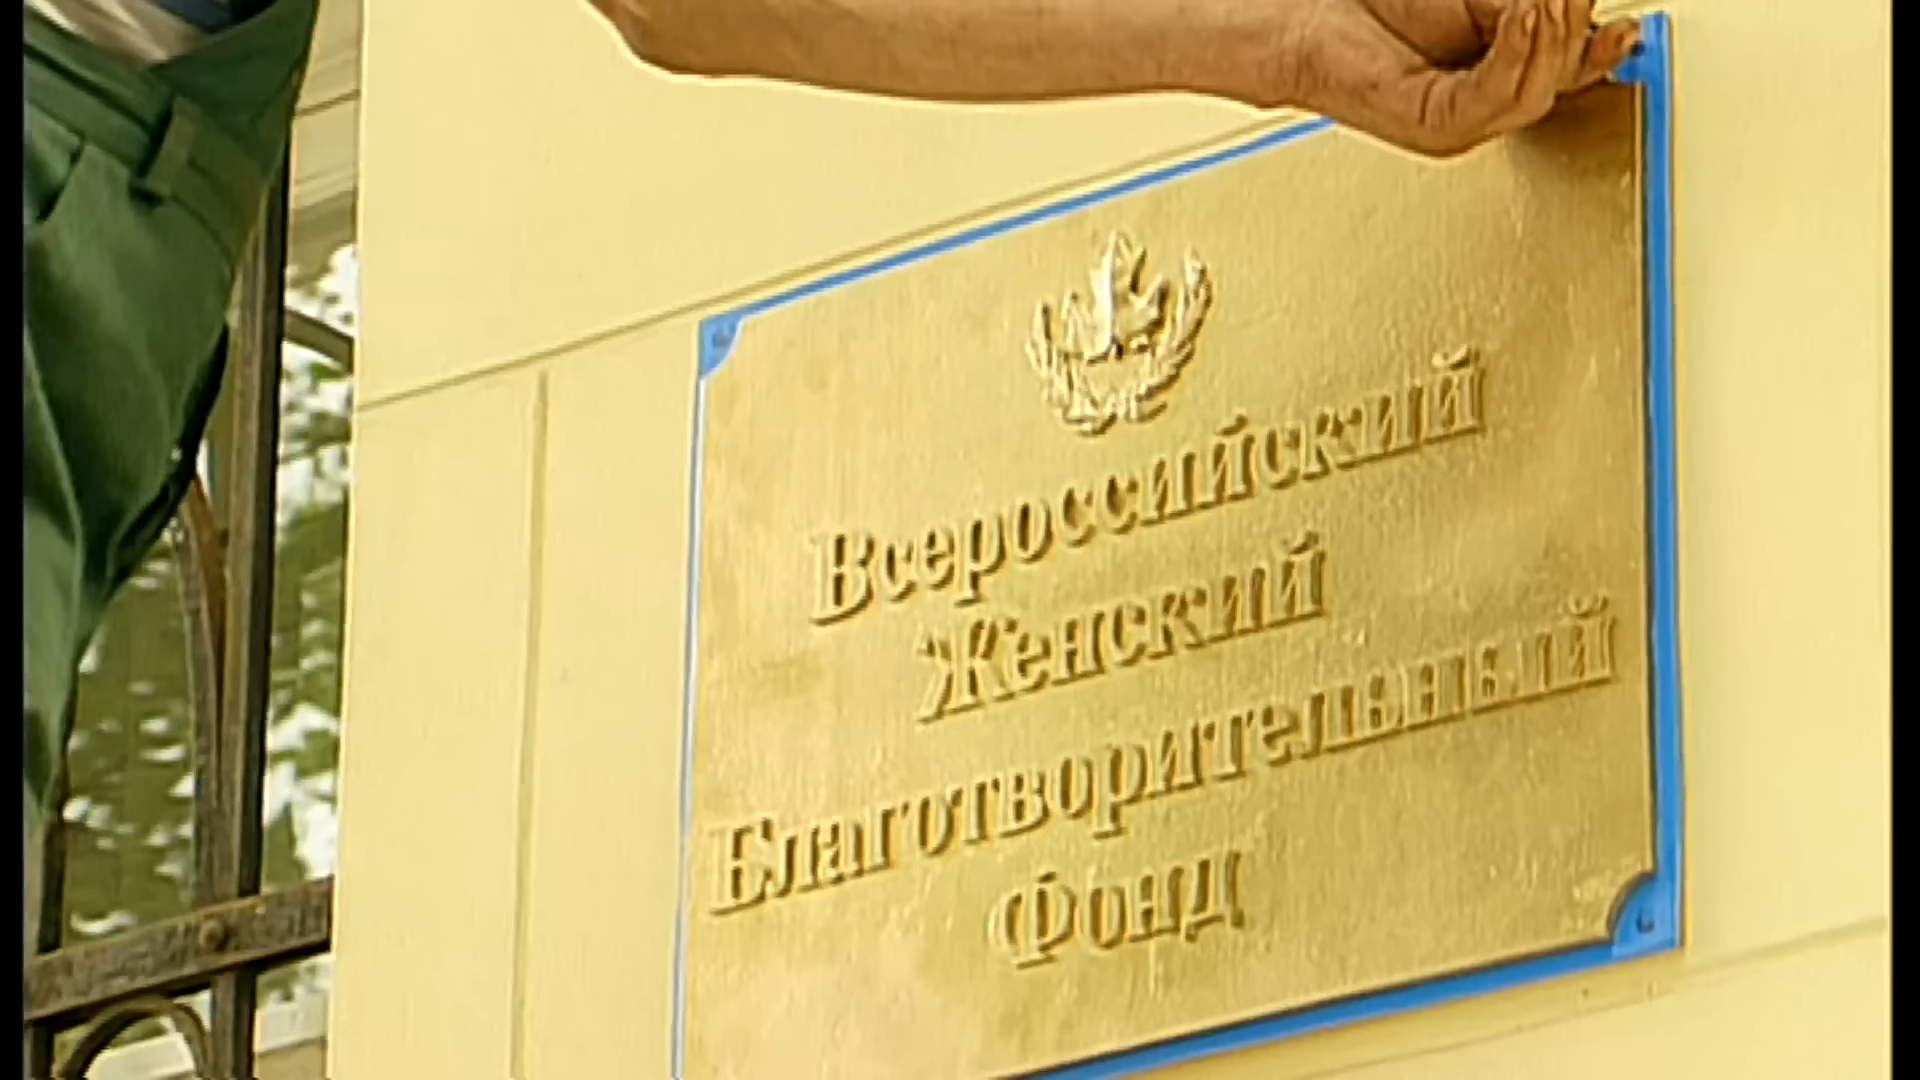 Всероссийский
Женский
Благотворительный
Фонд